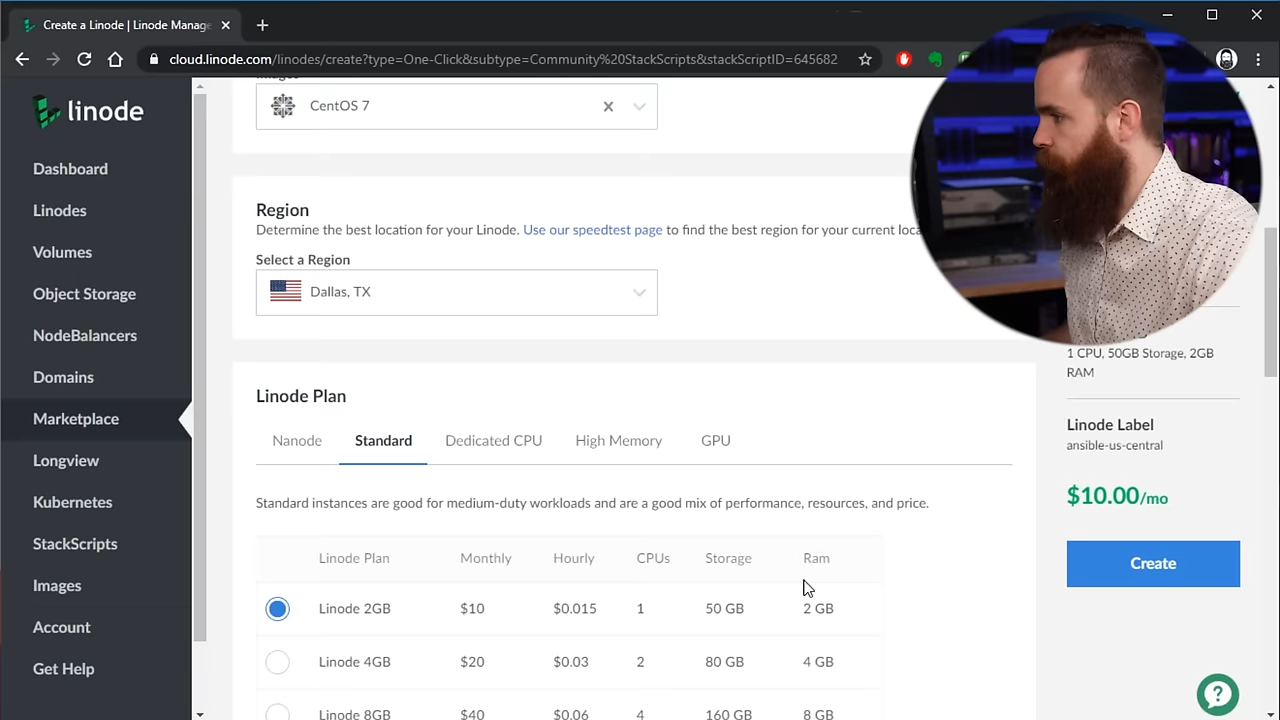 Create a Linode | Linode Manage
cloud.linode.com/linodes/create?type=One-Click&subtype=Community%20StackScripts&stackScriptID=645682
linode
Dashboard
Linodes
Volumes
Object Storage
NodeBalancers
Domains
Marketplace
Longview
Kubernetes
StackScripts
Images
Account
Get Help
Images
CentOS 7
Region
Determine the best location for your Linode. Use our speedtest page to find the best region for your current
Select a Region
Dallas, TX
Linode Plan
Nanode Standard Dedicated CPU High Memory GPU
Standard instances are good for medium-duty workloads and are a good mix of performance, resources, and price.
Linode Plan Monthly Hourly CPUs Storage Ram
Linode 2GB $10 $0.015 1 50 GB 2 GB
Linode 4GB $20 $0.03 2 80 GB 4 GB
Linode 8GB $40 $0.06 4 160 GB 8 GB
1 CPU, 50GB Storage, 2GB
RAM
Linode Label
ansible-us-central
$10.00/mo
Create